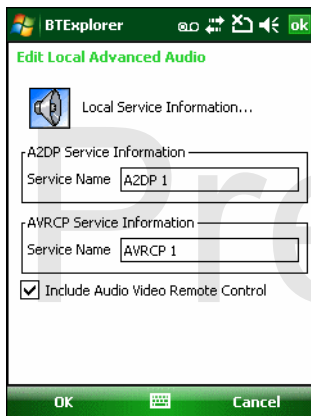 BTExplorer
ok
Edit Local Advanced Audio
Local Service Information...
A2DP Service Information
Service Name A2DP 1
AVRCP Service Information
Service Name AVRCP 1
Include Audio Video Remote Control
Pre
OK Cancel